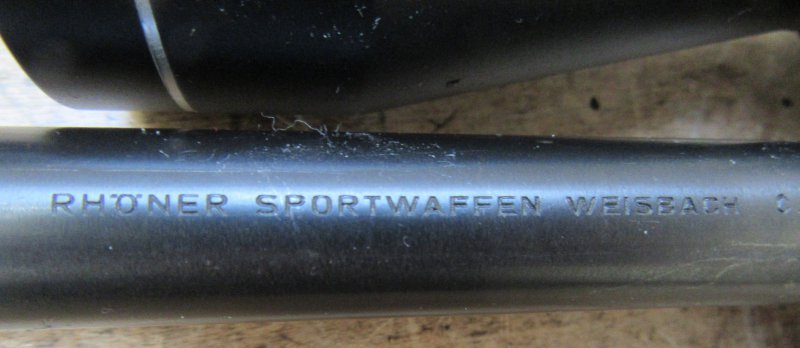 RHÖNER SPORTWAFFEN WEISBACH C